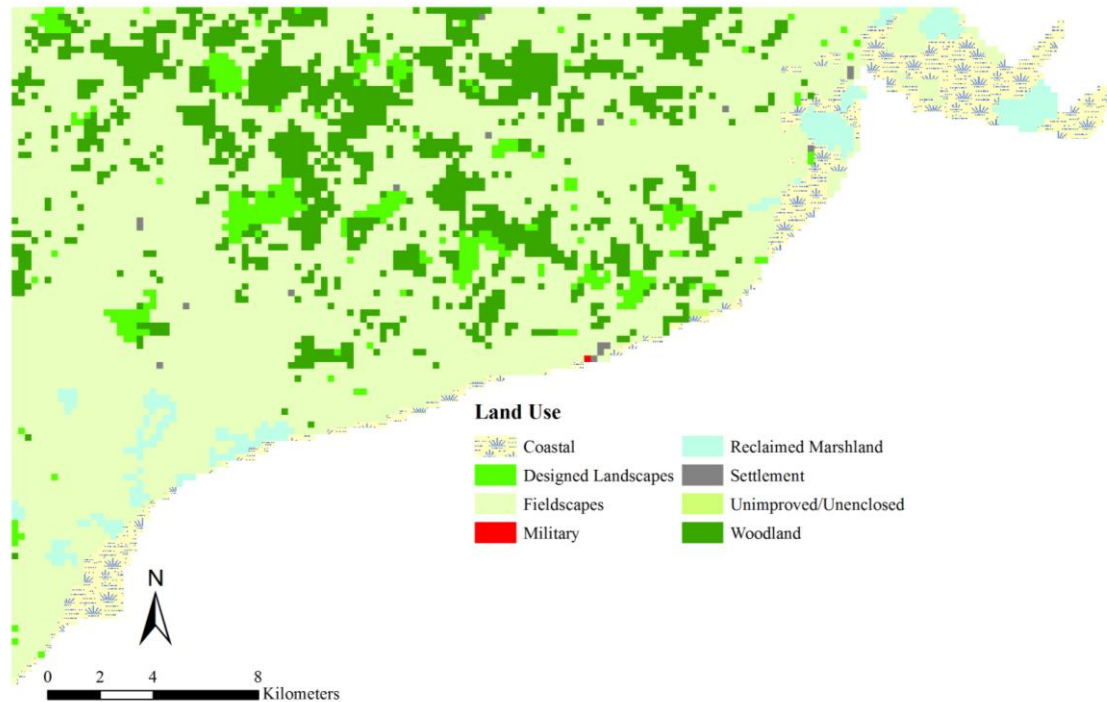 Land Use
Coastal
Designed Landscapes
Fieldscapes
Military
Reclaimed Marshland
Settlement
Unimproved/Unenclosed
Woodland
N
0 2 4 8
Kilometers